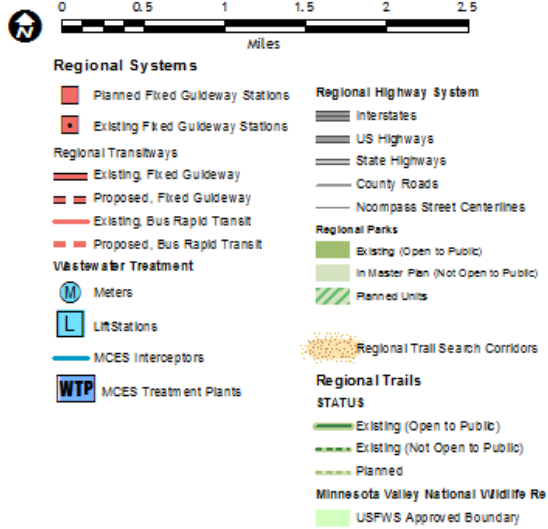 N
0 0.5 1 1.5 2 2.5
Miles
Regional Systems
Planned Fixed Guideway Stations
Existing Fixed Guideway Stations
Regional Transitways
Existing, Fixed Guideway
Proposed, Fixed Guideway
Existing, Bus Rapid Transit
Proposed, Bus Rapid Transit
Wastewater Treatment
M Meters
L LiftStations
MCES Interceptors
WTP MCES Treatment Plants
Regional Highway System
Interstates
US Highways
State Highways
County Roads
Ncompass Street Centerlines
Regional Parks
Existing (Open to Public)
In Master Plan (Not Open to Public)
Planned Units
Regional Trail Search Corridors
Regional Trails
STATUS
Existing (Open to Public)
Existing (Not Open to Public)
Planned
Minnesota Valley National Wildlife Re
USFWS Approved Boundary